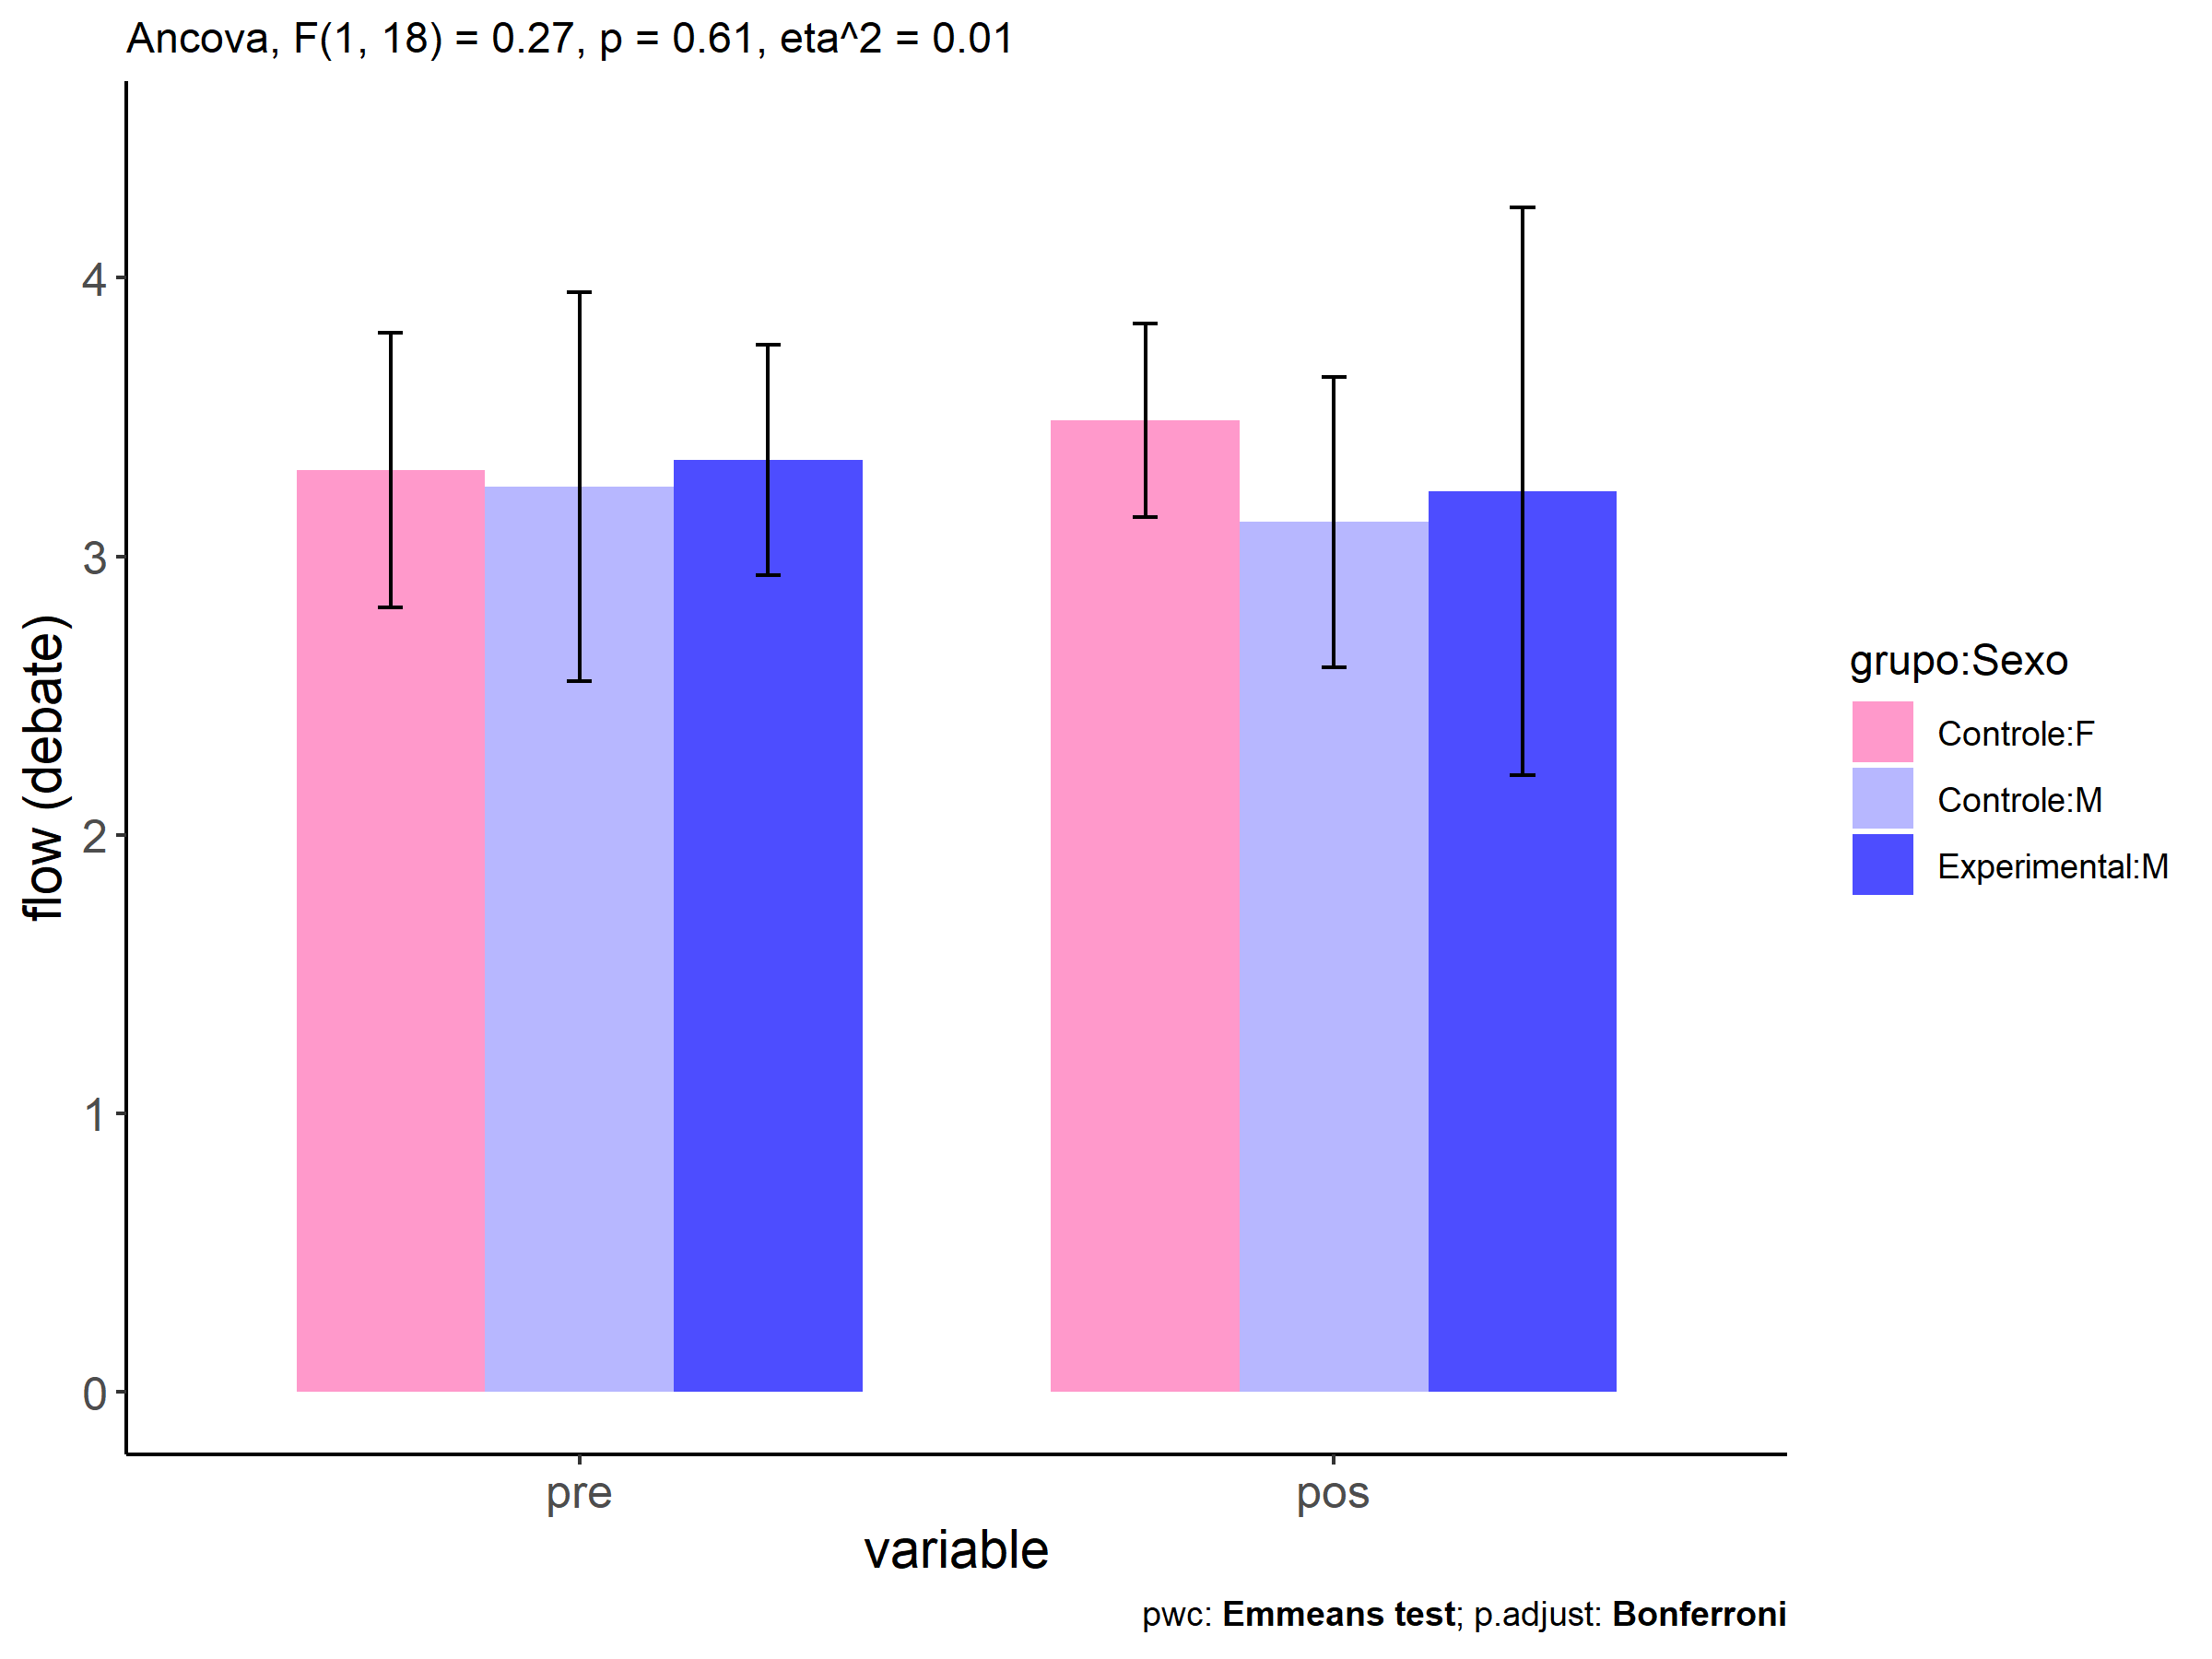 Ancova, F(1, 18) = 0.27, p = 0.61, eta^2 = 0.01
flow (debate)
4
3
2
1
0
pre
pos
variable
grupo:Sexo
Controle:F
Controle:M
Experimental:M
pwc: Emmeans test; p.adjust: Bonferroni